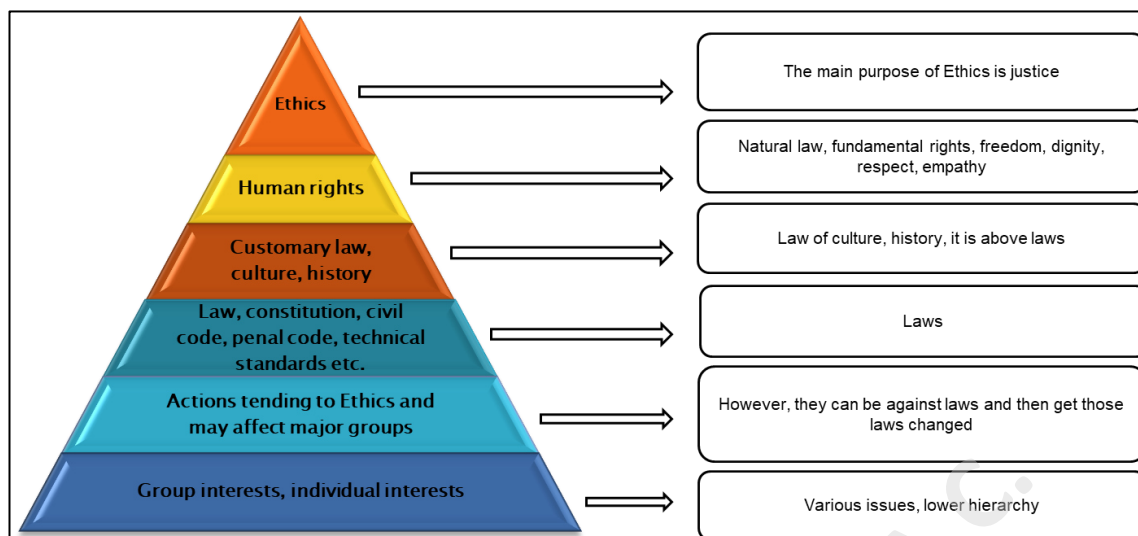 Ethics
The main purpose of Ethics is justice
Human rights
Natural law, fundamental rights, freedom, dignity,
respect, empathy
Customary law,
culture, history
Law of culture, history, it is above laws
Law, constitution, civil
code, penal code, technical
standards etc.
Laws
Actions tending to Ethics and
may affect major groups
However, they can be against laws and then get those
laws changed
Group interests, individual interests
Various issues, lower hierarchy